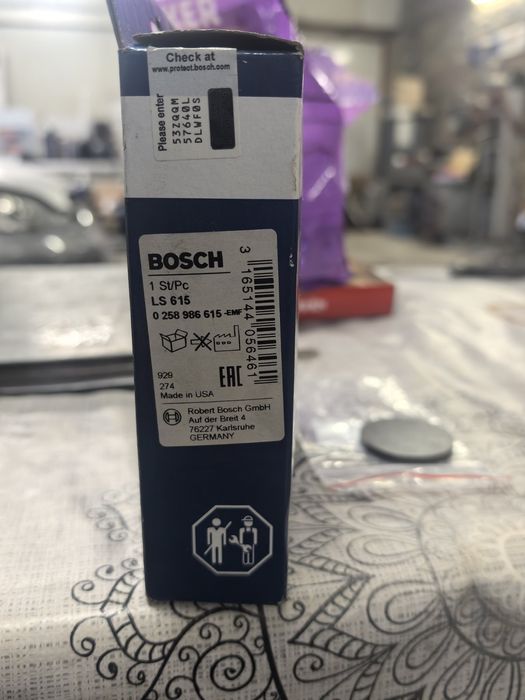 XER
Check at
www.protect.bosch.com
Please enter
53ZQQM
57640L
DLWF0S
BOSCH
1 St/Pc
LS 615
0 258 986 615 -EMF
3 165144 056461
929
274
Made in USA
EAC
Robert Bosch GmbH
Auf der Breit 4
76227 Karlsruhe
GERMANY